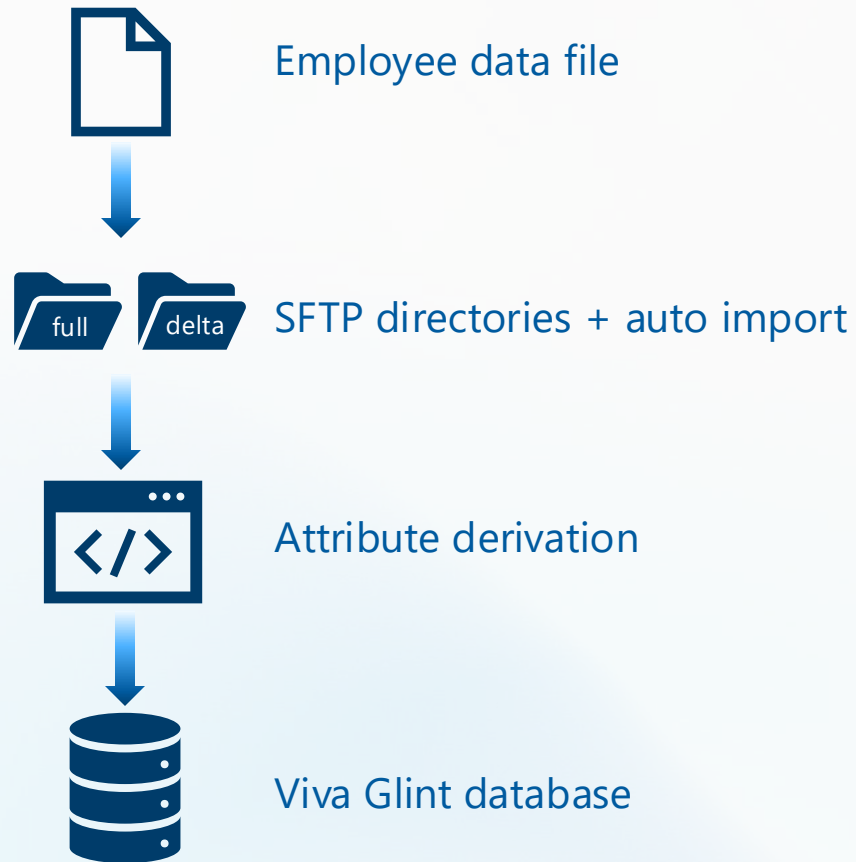 Employee data file
full
delta
SFTP directories + auto import
</>
Attribute derivation
Viva Glint database